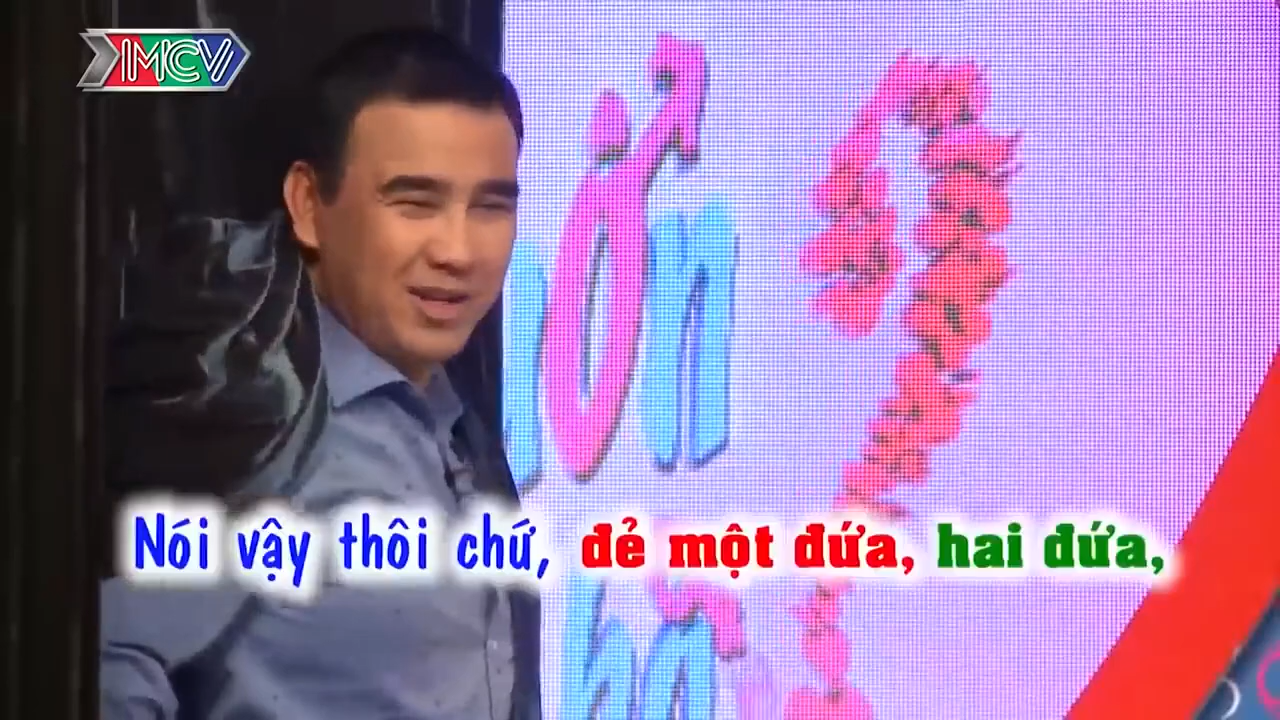 MCV
Nói vậy thôi chứ, đẻ một đứa, hai đứa,